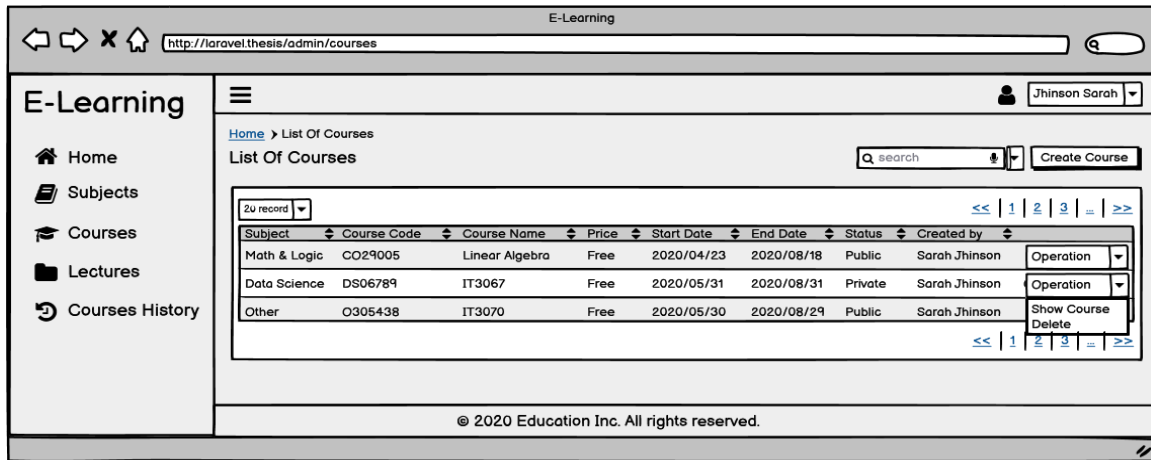 E-Learning
http://laravel.thesis/admin/courses
E-Learning
Jhinson Sarah
Home
Subjects
Courses
Lectures
Courses History
Home > List Of Courses
List Of Courses
search
Create Course
20 record
<< 1 2 3 ... >>
Subject Course Code Course Name Price Start Date End Date Status Created by
Math & Logic CO29005 Linear Algebra Free 2020/04/23 2020/08/18 Public Sarah Jhinson Operation
Data Science DS06789 IT3067 Free 2020/05/31 2020/08/31 Private Sarah Jhinson Operation
Other O305438 IT3070 Free 2020/05/30 2020/08/29 Public Sarah Jhinson
Show Course
Delete
<< 1 2 3 ... >>
© 2020 Education Inc. All rights reserved.